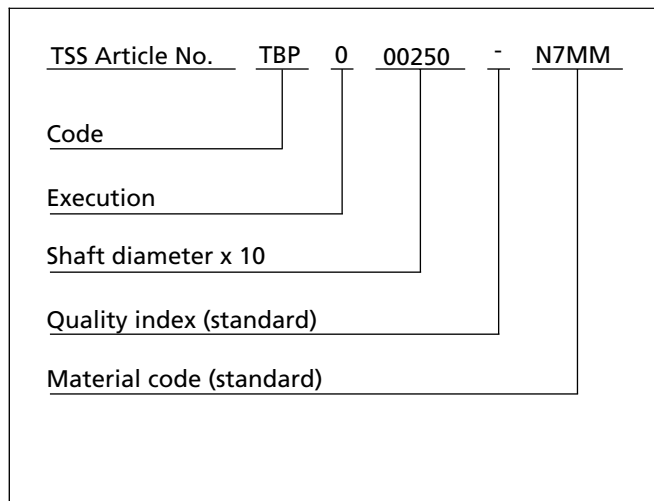 TSS Article No. TBP 0 00250 - N7MM
Code
Execution
Shaft diameter x 10
Quality index (standard)
Material code (standard)